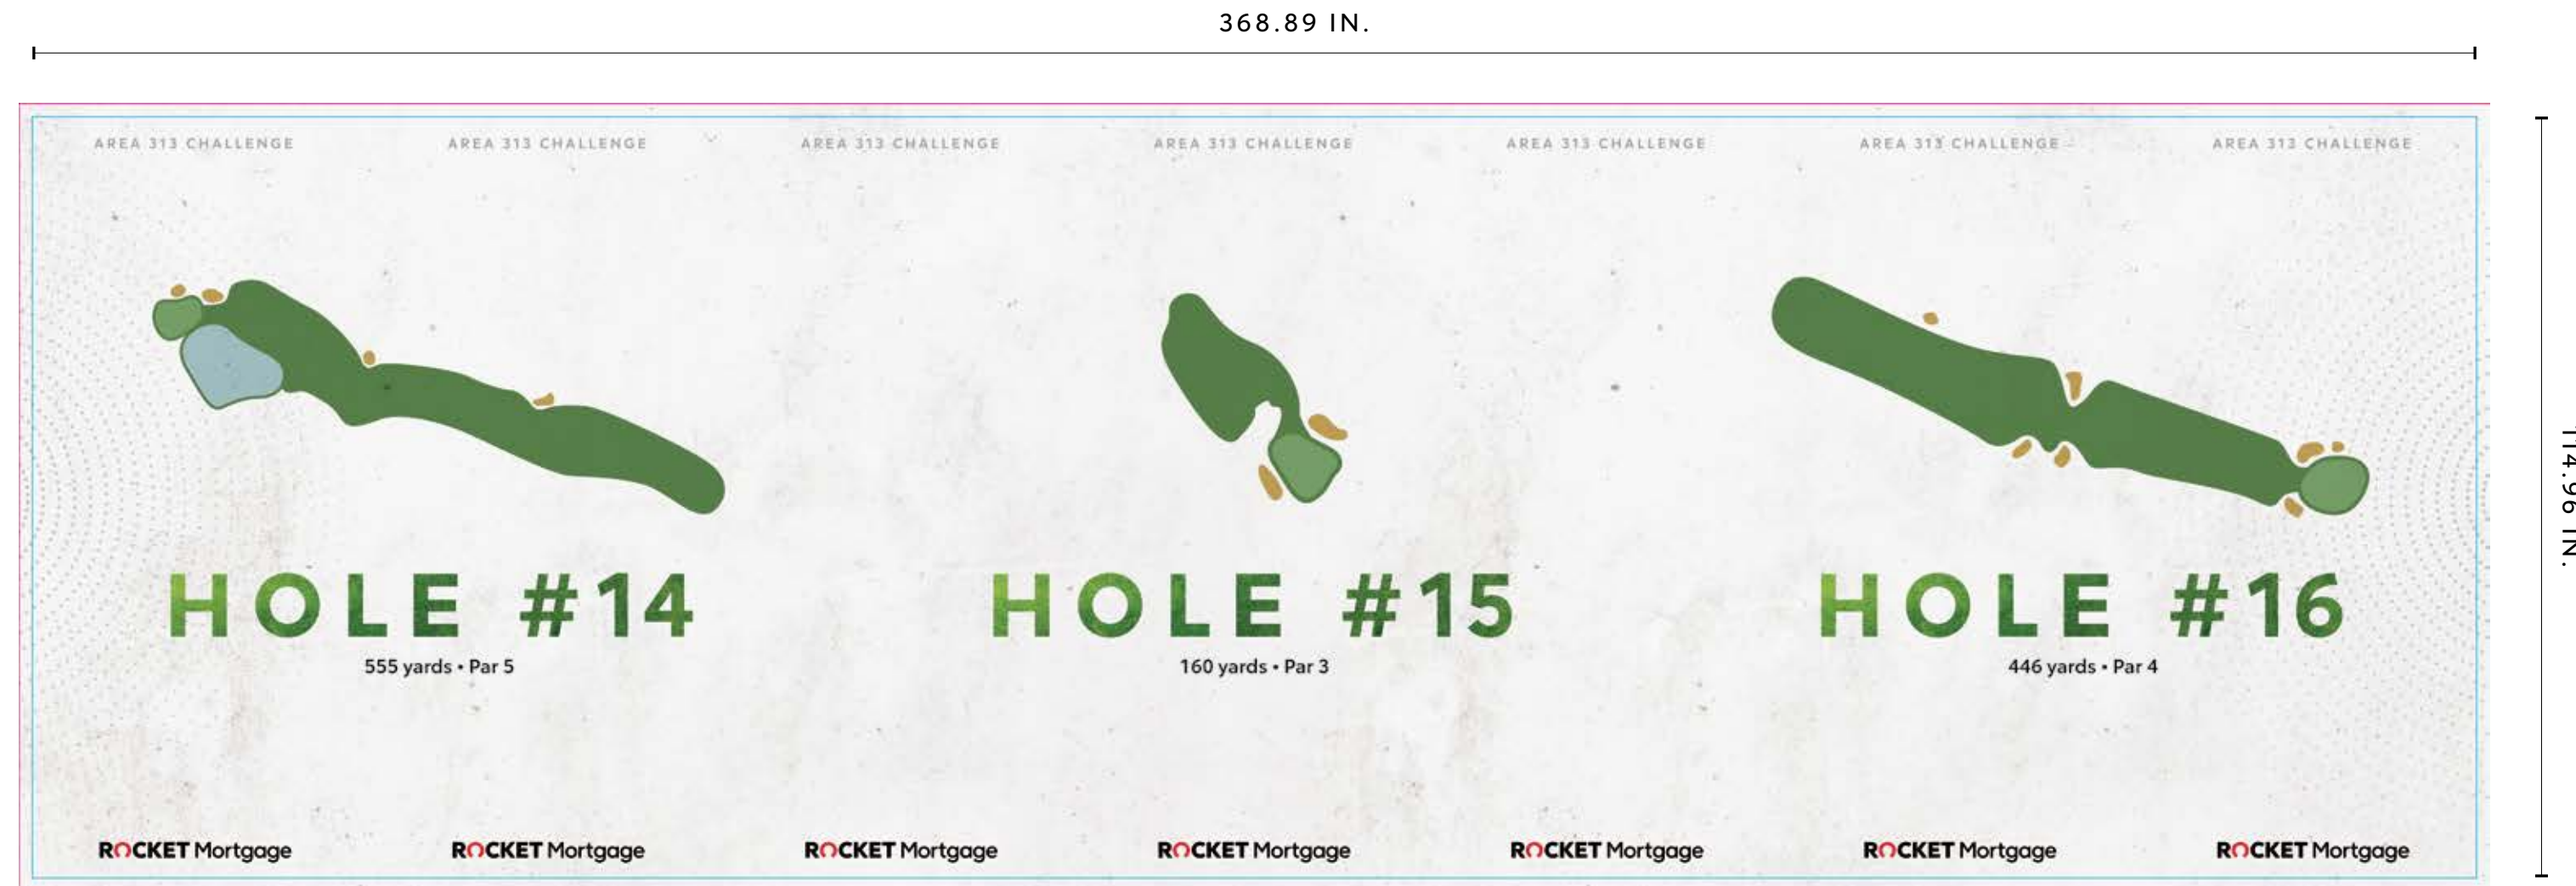 368.89 IN.
AREA 313 CHALLENGE AREA 313 CHALLENGE AREA 313 CHALLENGE AREA 313 CHALLENGE AREA 313 CHALLENGE AREA 313 CHALLENGE AREA 313 CHALLENGE
114.96 IN.
HOLE #14
555 yards • Par 5
HOLE #15
160 yards • Par 3
HOLE #16
446 yards • Par 4
ROCKET Mortgage ROCKET Mortgage ROCKET Mortgage ROCKET Mortgage ROCKET Mortgage ROCKET Mortgage ROCKET Mortgage